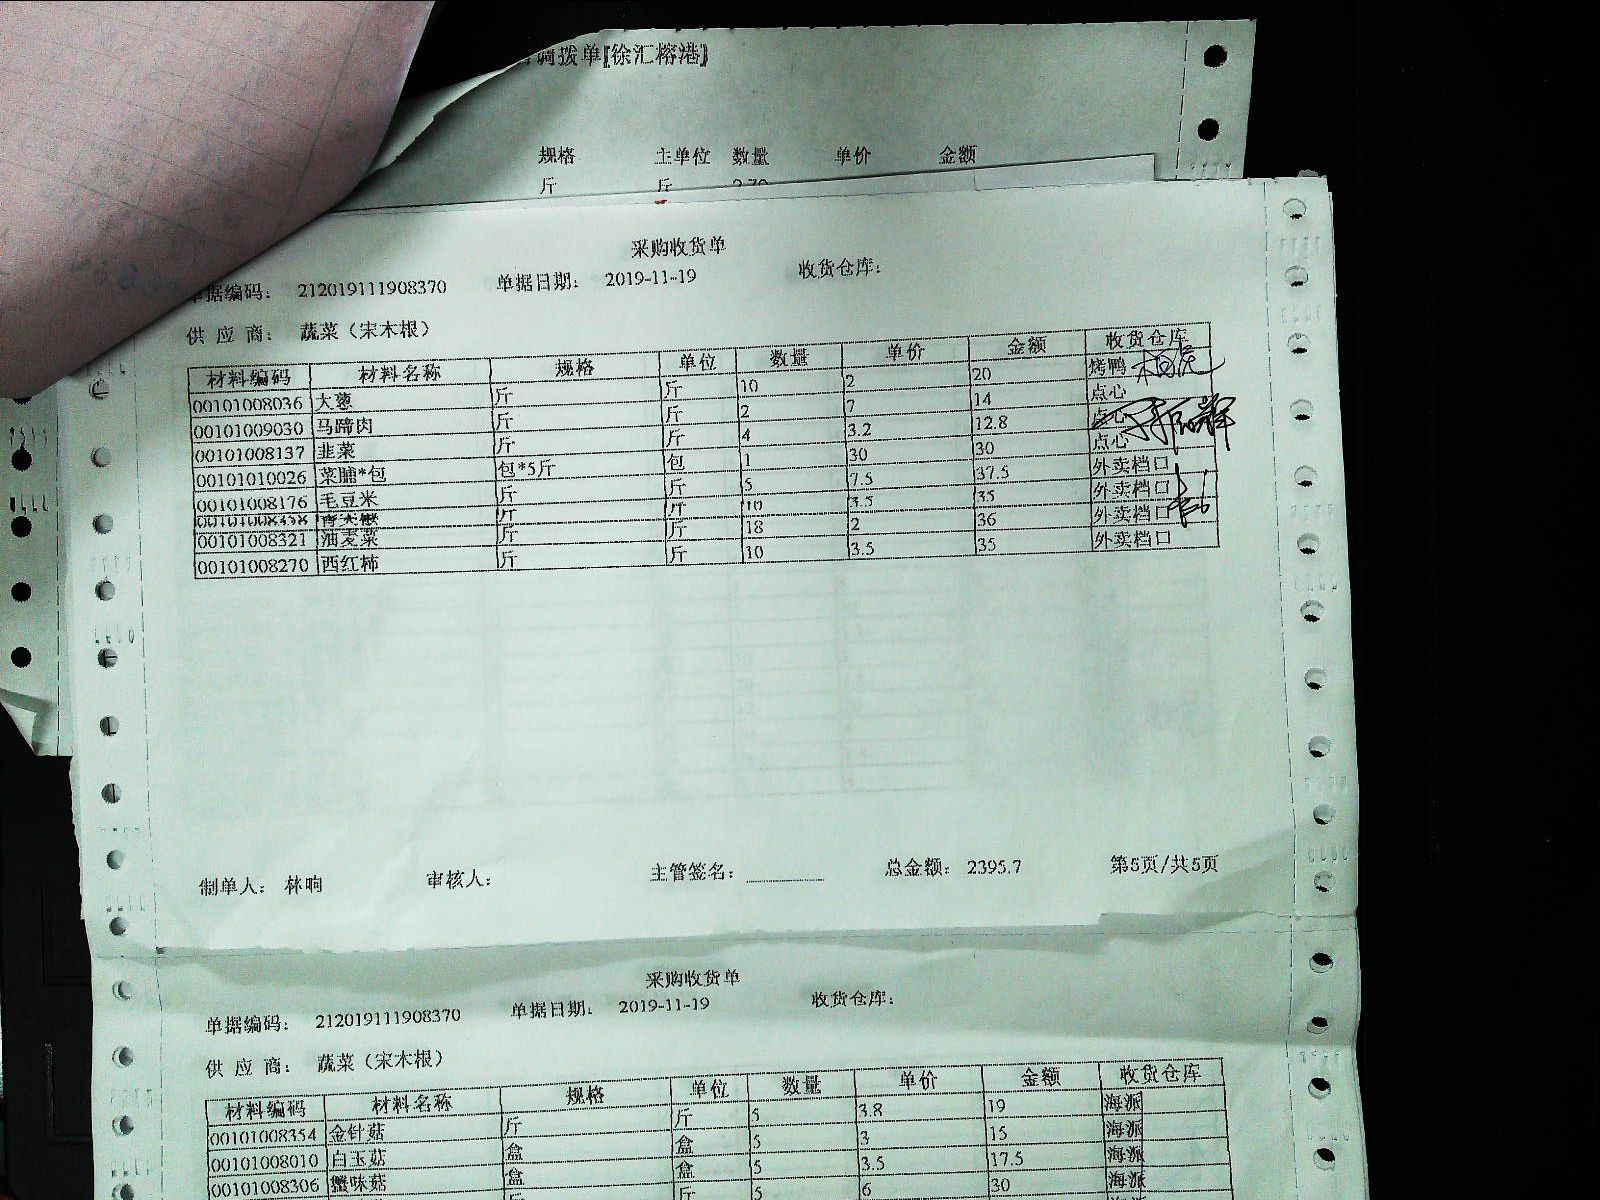 调拨单[徐汇榕港]
规格 主单位 数量 单价 金额
斤 斤
采购收货单
单据编码： 212019111908370 单据日期： 2019-11-19 收货仓库：
供 应 商： 蔬菜（宋木根）
材料编码 材料名称 规格 单位 数量 单价 金额 收货仓库
00101008036 大葱 斤 斤 10 2 20 烤鸭
00101009030 马蹄肉 斤 斤 2 7 14 点心
00101008137 韭菜 斤 斤 4 3.2 12.8 点心
00101010026 菜脯*包 包*5斤 包 1 30 30 点心
00101008176 毛豆米 斤 斤 5 7.5 37.5 外卖档口
斤 斤 10 3.5 35 外卖档口
00101008321 油麦菜 斤 斤 18 2 36 外卖档口
00101008270 西红柿 斤 斤 10 3.5 35 外卖档口
制单人： 林响 审核人： 主管签名： 总金额： 2395.7 第5页/共5页
采购收货单
单据编码： 212019111908370 单据日期： 2019-11-19 收货仓库：
供 应 商： 蔬菜（宋木根）
材料编码 材料名称 规格 单位 数量 单价 金额 收货仓库
00101008354 金针菇 斤 斤 5 3.8 19 海派
00101008010 白玉菇 盒 盒 5 3 15 海派
00101008306 蟹味菇 盒 盒 5 3.5 17.5 海派
斤 5 6 30